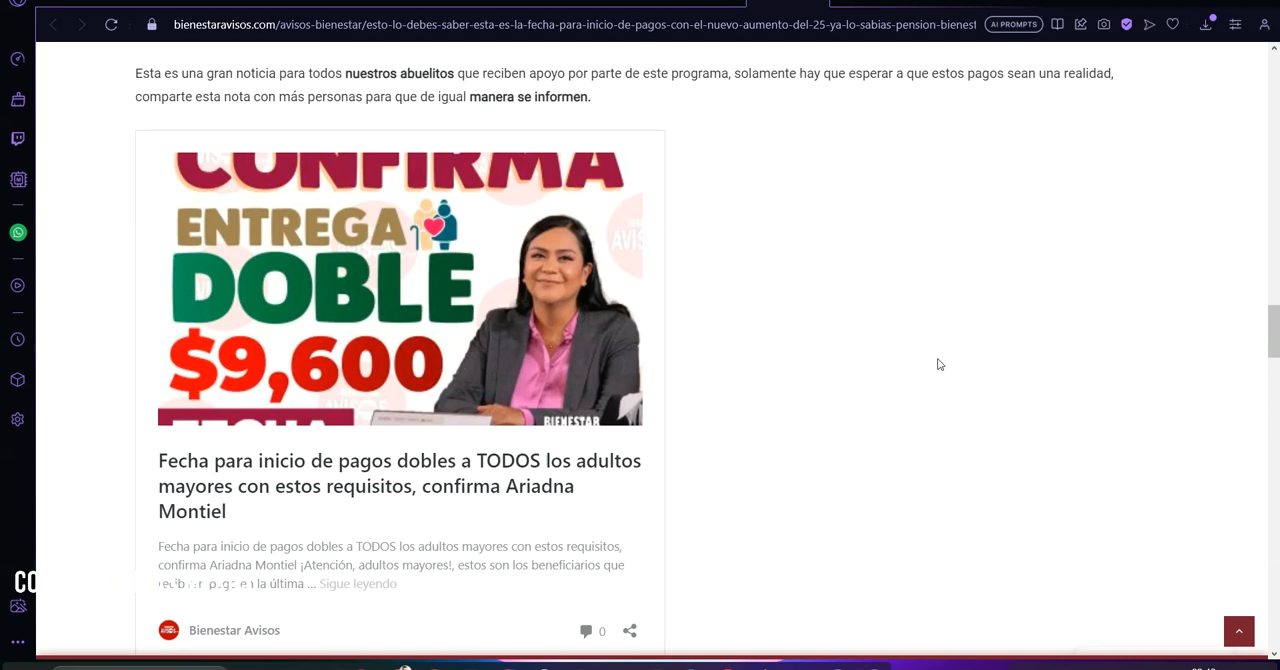 bienestaravisos.com/avisos-bienestar/esto-lo-debes-saber-esta-es-la-fecha-para-inicio-de-pagos-con-el-nuevo-aumento-del-25-ya-lo-sabias-pension-bienest
AI PROMPTS
Esta es una gran noticia para todos nuestros abuelitos que reciben apoyo por parte de este programa, solamente hay que esperar a que estos pagos sean una realidad,
comparte esta nota con más personas para que de igual manera se informen.
CONFIRMA
ENTREGA
DOBLE
$9,600
FECHA
BIENESTAR
Fecha para inicio de pagos dobles a TODOS los adultos
mayores con estos requisitos, confirma Ariadna
Montiel
Fecha para inicio de pagos dobles a TODOS los adultos mayores con estos requisitos,
confirma Ariadna Montiel ¡Atención, adultos mayores!, estos son los beneficiarios que
en la última ... Sigue leyendo
CO
Bienestar Avisos
0